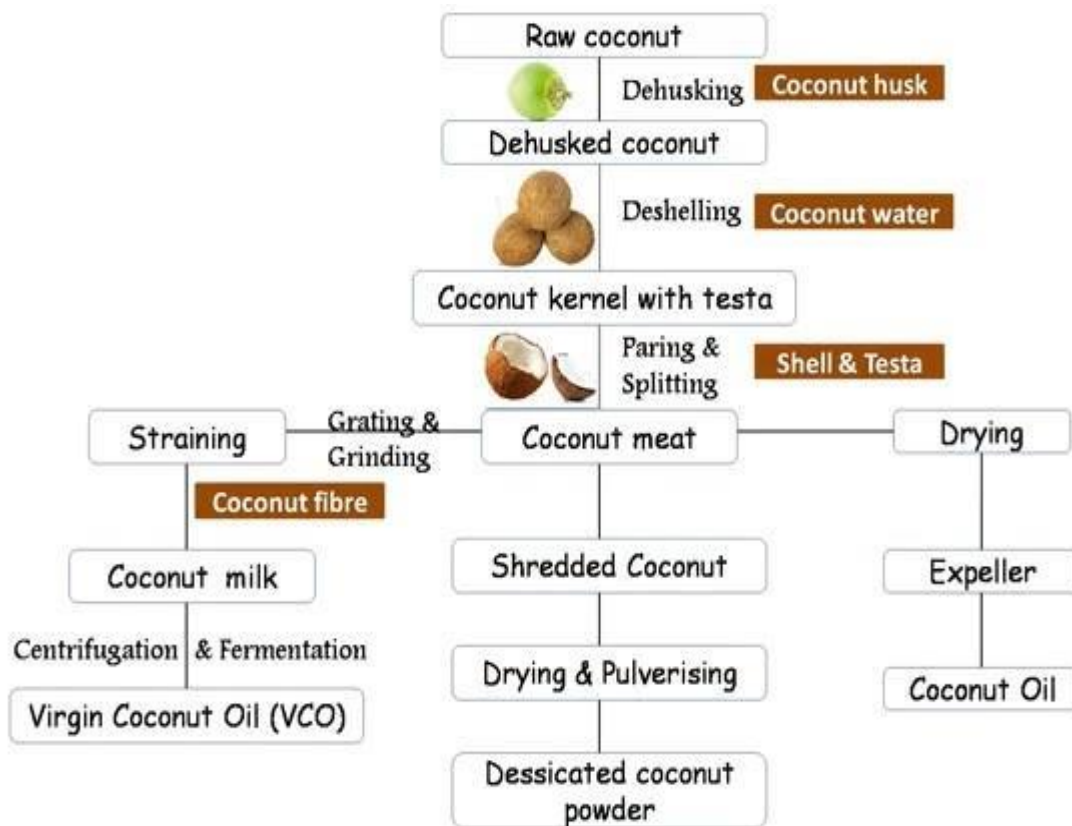 Raw coconut
Dehusking
Coconut husk
Dehusked coconut
Deshelling
Coconut water
Coconut kernel with testa
Paring &
Splitting
Shell & Testa
Straining
Grating &
Grinding
Coconut meat
Drying
Coconut fibre
Coconut milk
Shredded Coconut
Expeller
Centrifugation & Fermentation
Drying & Pulverising
Coconut Oil
Virgin Coconut Oil (VCO)
Dessicated coconut
powder